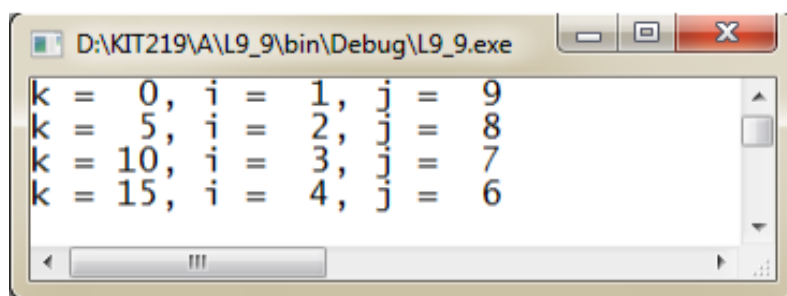 D:\KIT219\A\L9_9\bin\Debug\L9_9.exe
k =  0, i =  1, j =  9
k =  5, i =  2, j =  8
k = 10, i =  3, j =  7
k = 15, i =  4, j =  6